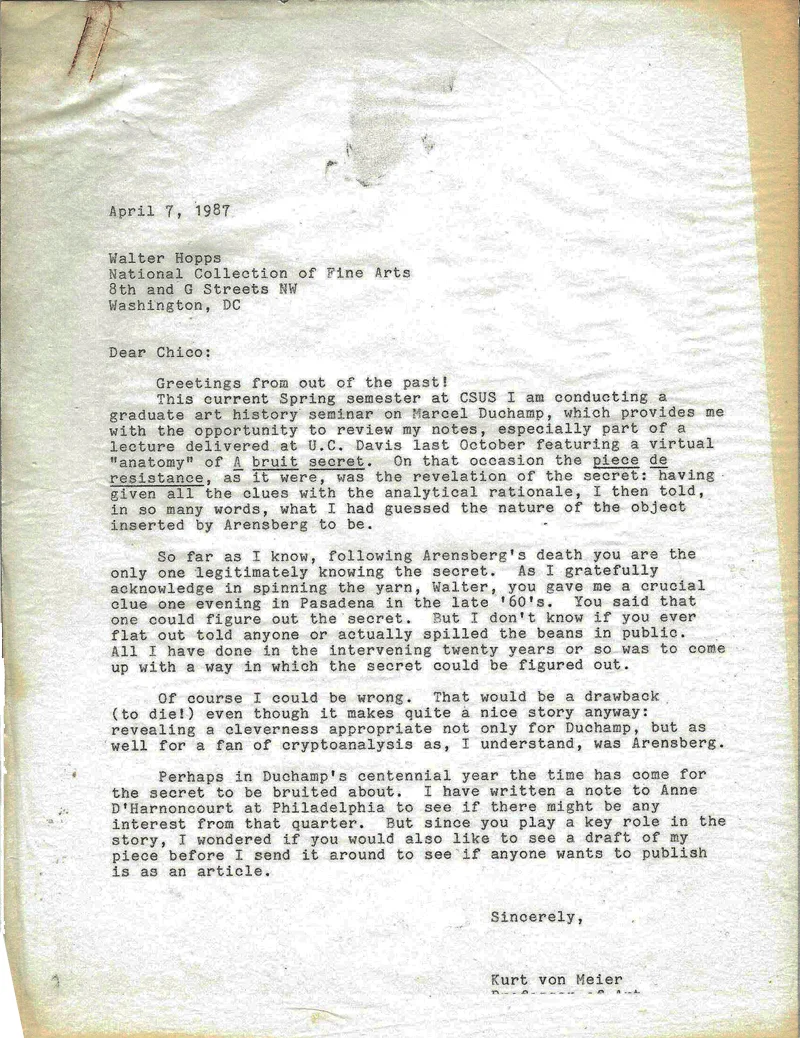 April 7, 1987
Walter Hopps
National Collection of Fine Arts
8th and G Streets NW
Washington, DC
Dear Chico:
Greetings from out of the past!
This current Spring semester at CSUS I am conducting a
graduate art history seminar on Marcel Duchamp, which provides me
with the opportunity to review my notes, especially part of a
lecture delivered at U.C. Davis last October featuring a virtual
"anatomy" of A bruit secret. On that occasion the piece de
resistance, as it were, was the revelation of the secret: having
given all the clues with the analytical rationale, I then told,
in so many words, what I had guessed the nature of the object
inserted by Arensberg to be.
So far as I know, following Arensberg's death you are the
only one legitimately knowing the secret. As I gratefully
acknowledge in spinning the yarn, Walter, you gave me a crucial
clue one evening in Pasadena in the late '60's. You said that
one could figure out the secret. But I don't know if you ever
flat out told anyone or actually spilled the beans in public.
All I have done in the intervening twenty years or so was to come
up with a way in which the secret could be figured out.
Of course I could be wrong. That would be a drawback
(to die!) even though it makes quite a nice story anyway:
revealing a cleverness appropriate not only for Duchamp, but as
well for a fan of cryptoanalysis as, I understand, was Arensberg.
Perhaps in Duchamp's centennial year the time has come for
the secret to be bruited about. I have written a note to Anne
D'Harnoncourt at Philadelphia to see if there might be any
interest from that quarter. But since you play a key role in the
story, I wondered if you would also like to see a draft of my
piece before I send it around to see if anyone wants to publish
is as an article.
Sincerely,
Kurt von Meier
Professor of Art